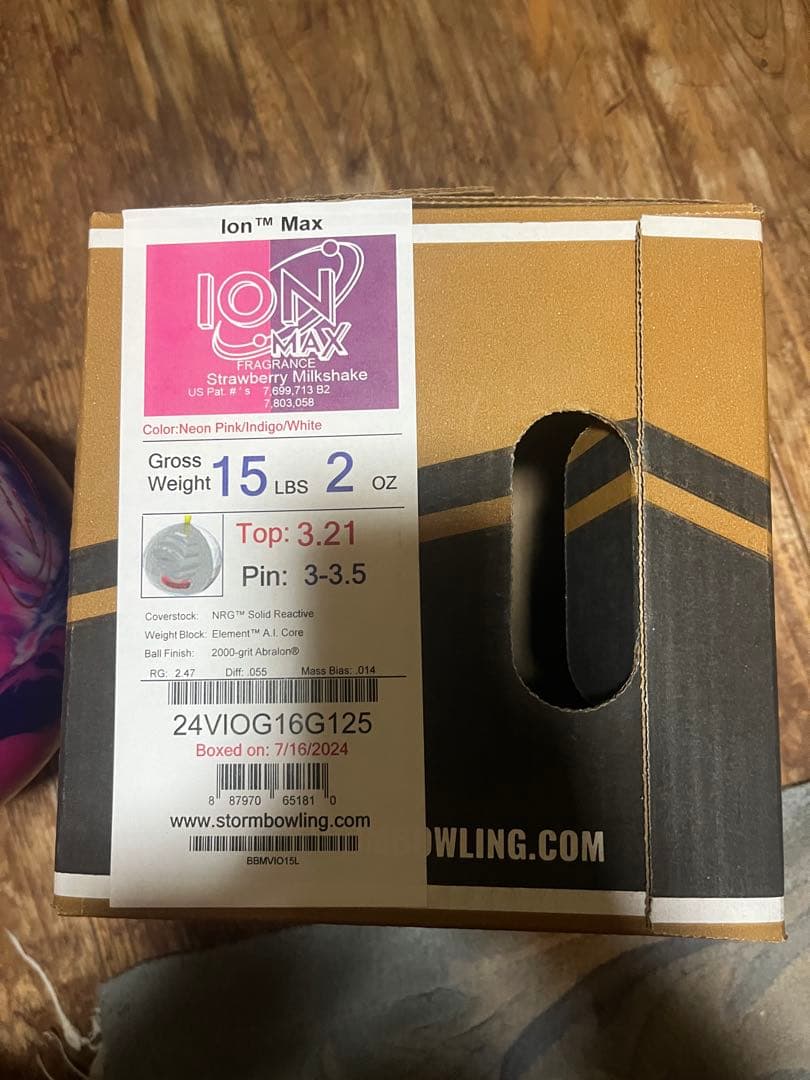 Ion™ Max
ION
MAX
FRAGRANCE
Strawberry Milkshake
US Pat. # ' s 7,699,713 B2
7,803,058
Color:Neon Pink/Indigo/White
Gross Weight 15 LBS 2 OZ
Top: 3.21
Pin: 3-3.5
Coverstock: NRG™ Solid Reactive
Weight Block: Element™ A.I. Core
Ball Finish: 2000-grit Abralon®
RG: 2.47 Diff: .055 Mass Bias: .014
24VIOG16G125
Boxed on: 7/16/2024
8 87970 65181 0
www.stormbowling.com
BBMVIO15L
OWLING.COM